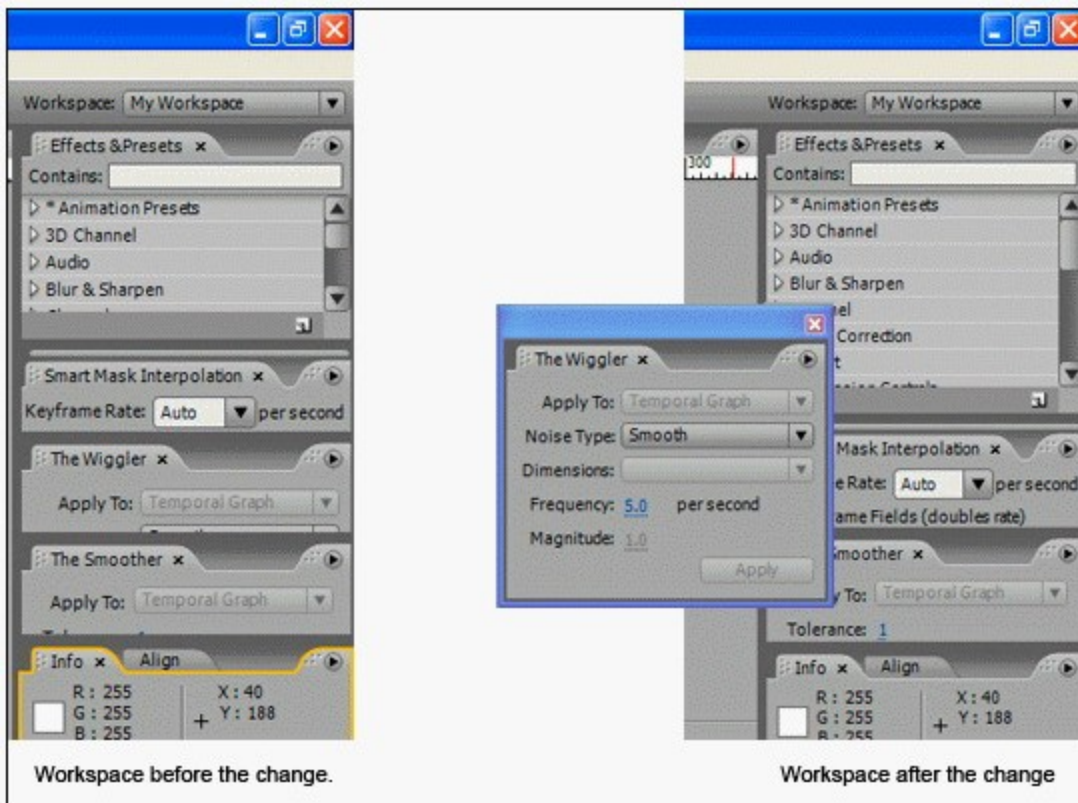 Workspace: My Workspace
Effects &Presets ×
Contains:
* Animation Presets
3D Channel
Audio
Blur & Sharpen
Smart Mask Interpolation ×
Keyframe Rate: Auto per second
The Wiggler ×
Apply To: Temporal Graph
The Smoother ×
Apply To: Temporal Graph
Info × Align
R : 255 X : 40
G : 255 + Y : 188
B : 255
Workspace before the change.
The Wiggler ×
Apply To: Temporal Graph
Noise Type: Smooth
Dimensions:
Frequency: 5.0 per second
Magnitude: 1.0
Apply
Workspace: My Workspace
300
Effects &Presets ×
Contains:
* Animation Presets
3D Channel
Audio
Blur & Sharpen
nel
Correction
t
Mask Interpolation ×
e Rate: Auto per second
ame Fields (doubles rate)
Smoother ×
y To: Temporal Graph
Tolerance: 1
Info × Align
R : 255 X : 40
G : 255 + Y : 188
B : 255
Workspace after the change